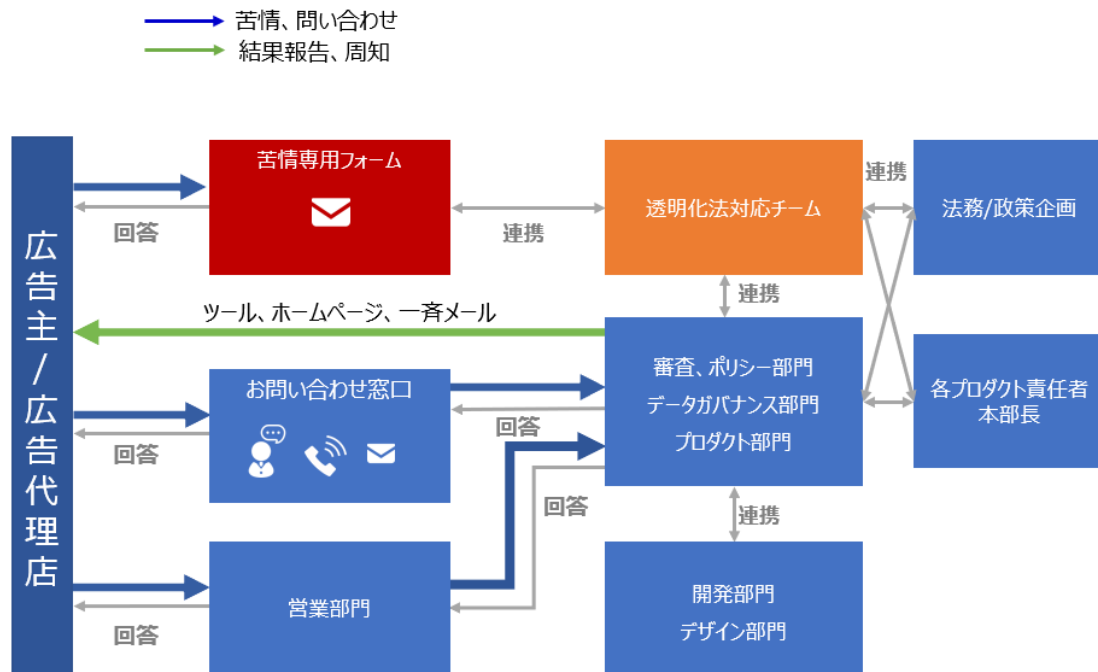 苦情、問い合わせ
結果報告、周知
広告主/広告代理店
苦情専用フォーム
回答
連携
透明化法対応チーム
連携
法務/政策企画
連携
ツール、ホームページ、一斉メール
お問い合わせ窓口
回答
回答
審査、ポリシー部門
データガバナンス部門
プロダクト部門
各プロダクト責任者
本部長
回答
連携
営業部門
回答
開発部門
デザイン部門